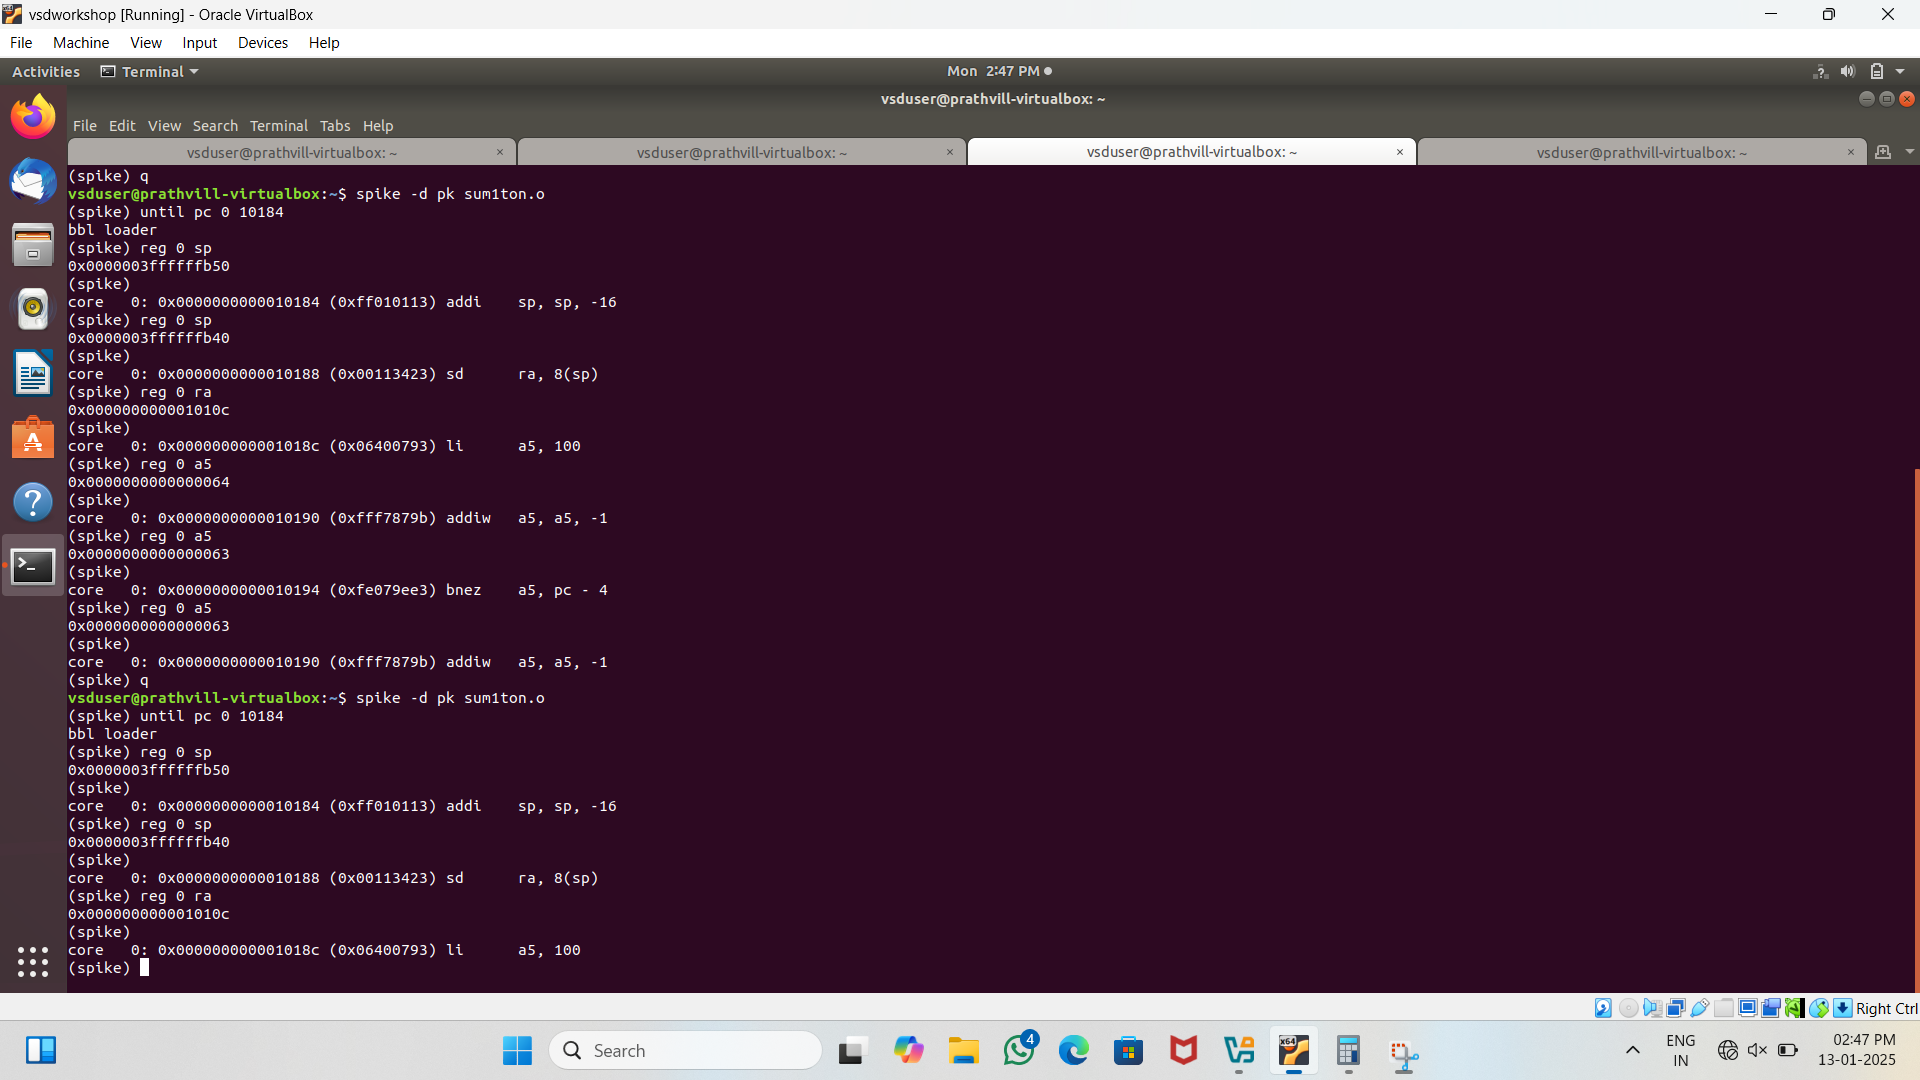 vsdworkshop [Running] - Oracle VirtualBox
File Machine View Input Devices Help
Activities Terminal Mon 2:47 PM
vsduser@prathvill-virtualbox: ~
File Edit View Search Terminal Tabs Help
vsduser@prathvill-virtualbox: ~ × vsduser@prathvill-virtualbox: ~ × vsduser@prathvill-virtualbox: ~ × vsduser@prathvill-virtualbox: ~ ×
(spike) q
vsduser@prathvill-virtualbox:~$ spike -d pk sum1ton.o
(spike) until pc 0 10184
bbl loader
(spike) reg 0 sp
0x0000003ffffffb50
(spike)
core   0: 0x0000000000010184 (0xff010113) addi    sp, sp, -16
(spike) reg 0 sp
0x0000003ffffffb40
(spike)
core   0: 0x0000000000010188 (0x00113423) sd      ra, 8(sp)
(spike) reg 0 ra
0x000000000001010c
(spike)
core   0: 0x000000000001018c (0x06400793) li      a5, 100
(spike) reg 0 a5
0x0000000000000064
(spike)
core   0: 0x0000000000010190 (0xfff7879b) addiw   a5, a5, -1
(spike) reg 0 a5
0x0000000000000063
(spike)
core   0: 0x0000000000010194 (0xfe079ee3) bnez    a5, pc - 4
(spike) reg 0 a5
0x0000000000000063
(spike)
core   0: 0x0000000000010190 (0xfff7879b) addiw   a5, a5, -1
(spike) q
vsduser@prathvill-virtualbox:~$ spike -d pk sum1ton.o
(spike) until pc 0 10184
bbl loader
(spike) reg 0 sp
0x0000003ffffffb50
(spike)
core   0: 0x0000000000010184 (0xff010113) addi    sp, sp, -16
(spike) reg 0 sp
0x0000003ffffffb40
(spike)
core   0: 0x0000000000010188 (0x00113423) sd      ra, 8(sp)
(spike) reg 0 ra
0x000000000001010c
(spike)
core   0: 0x000000000001018c (0x06400793) li      a5, 100
(spike)
Right Ctrl
Search
4
x64
ENG
IN
02:47 PM
13-01-2025